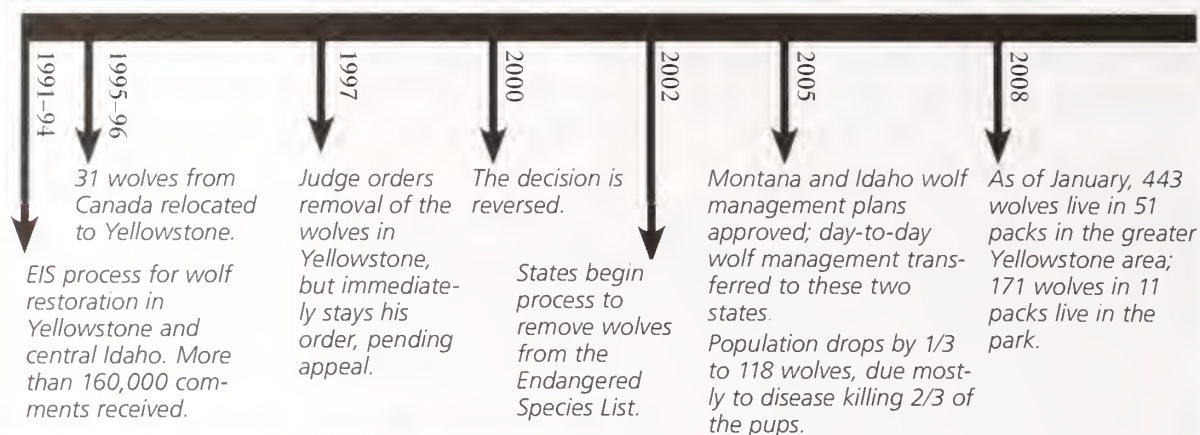 1991–94
EIS process for wolf
restoration in
Yellowstone and
central Idaho. More
than 160,000 com-
ments received.
1995–96
31 wolves from
Canada relocated
to Yellowstone.
1997
Judge orders
removal of the
wolves in
Yellowstone,
but immediate-
ly stays his
order, pending
appeal.
2000
The decision is
reversed.
2002
States begin
process to
remove wolves
from the
Endangered
Species List.
2005
Montana and Idaho wolf
management plans
approved; day-to-day
wolf management trans-
ferred to these two
states.
Population drops by 1/3
to 118 wolves, due most-
ly to disease killing 2/3 of
the pups.
2008
As of January, 443
wolves live in 51
packs in the greater
Yellowstone area;
171 wolves in 11
packs live in the
park.